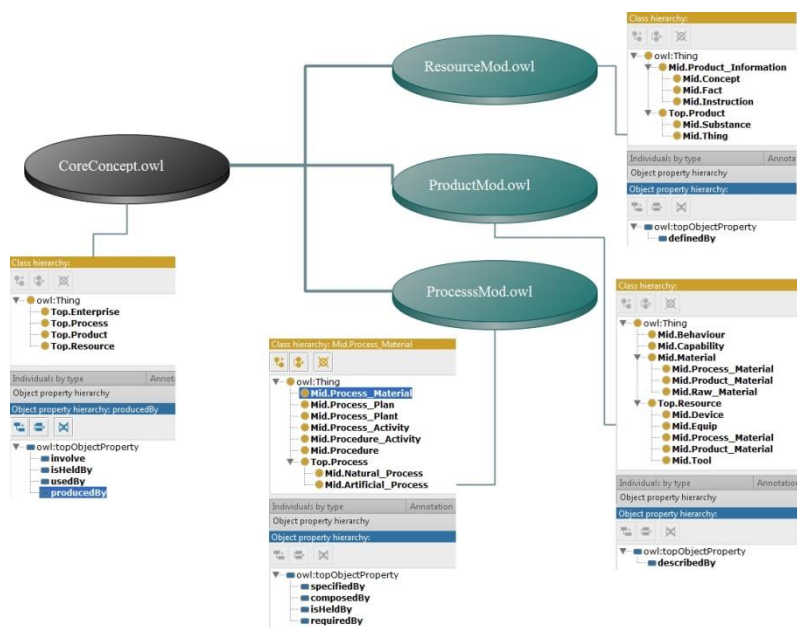 CoreConcept.owl
ResourceMod.owl
ProductMod.owl
ProcesssMod.owl
Class hierarchy:
owl:Thing
Top.Enterprise
Top.Process
Top.Product
Top.Resource
Individuals by type
Annota
Object property hierarchy
Object property hierarchy: producedBy
owl:topObjectProperty
involve
isHeldBy
usedBy
producedBy
Class hierarchy: Mid.Process_Material
owl:Thing
Mid.Process_Material
Mid.Process_Plan
Mid.Process_Plant
Mid.Process_Activity
Mid.Procedure_Activity
Mid.Procedure
Top.Process
Mid.Natural_Process
Mid.Artificial_Process
Individuals by type
Annotation
Object property hierarchy
Object property hierarchy:
owl:topObjectProperty
specifiedBy
composedBy
isHeldBy
requiredBy
Class hierarchy:
owl:Thing
Mid.Product_Information
Mid.Concept
Mid.Fact
Mid.Instruction
Top.Product
Mid.Substance
Mid.Thing
Individuals by type
Annota
Object property hierarchy
Object property hierarchy:
owl:topObjectProperty
definedBy
Class hierarchy:
owl:Thing
Mid.Behaviour
Mid.Capability
Mid.Material
Mid.Process_Material
Mid.Product_Material
Mid.Raw_Material
Top.Resource
Mid.Device
Mid.Equip
Mid.Process_Material
Mid.Product_Material
Mid.Tool
Individuals by type
Annotat
Object property hierarchy
Object property hierarchy:
owl:topObjectProperty
describedBy